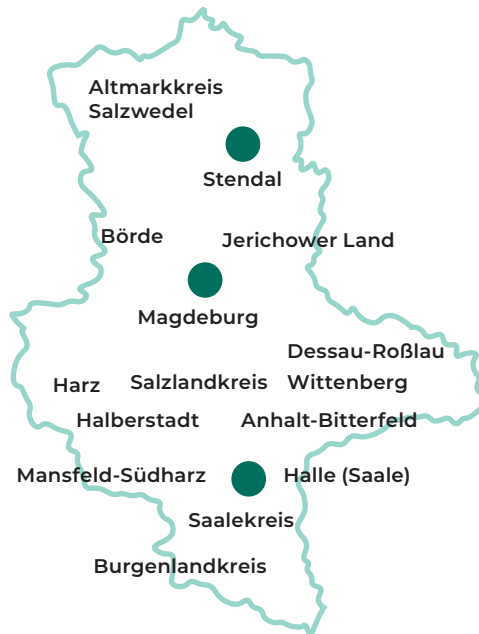 Altmarkkreis
Salzwedel
Stendal
Börde
Jerichower Land
Magdeburg
Dessau-Roßlau
Harz
Salzlandkreis
Wittenberg
Halberstadt
Anhalt-Bitterfeld
Mansfeld-Südharz
Halle (Saale)
Saalekreis
Burgenlandkreis